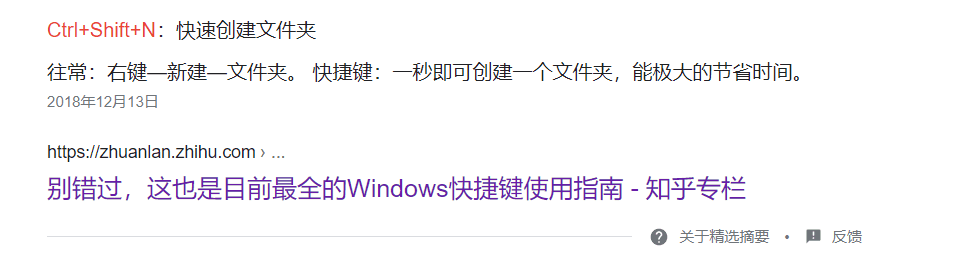 Ctrl+Shift+N：快速创建文件夹
往常：右键—新建—文件夹。 快捷键：一秒即可创建一个文件夹，能极大的节省时间。
2018年12月13日
https://zhuanlan.zhihu.com › ...
别错过，这也是目前最全的Windows快捷键使用指南 - 知乎专栏
关于精选摘要 • 反馈